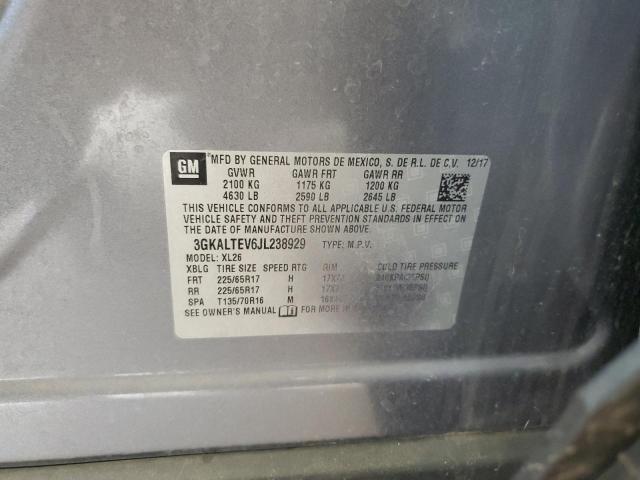 GM MFD BY GENERAL MOTORS DE MEXICO, S. DE R.L. DE C.V. 12/17
GVWR GAWR FRT GAWR RR
2100 KG 1175 KG 1200 KG
4630 LB 2590 LB 2645 LB
THIS VEHICLE CONFORMS TO ALL APPLICABLE U.S. FEDERAL MOTOR
VEHICLE SAFETY AND THEFT PREVENTION STANDARDS IN EFFECT ON
THE DATE OF MANUFACTURE SHOWN ABOVE.
3GKALTEV6JL238929 TYPE: M.P.V.
MODEL: XL26
XBLG TIRE SIZE SPEED RTG RIM COLD TIRE PRESSURE
FRT 225/65R17 H
RR 225/65R17 H
SPA T135/70R16 M
SEE OWNER'S MANUAL FOR MORE